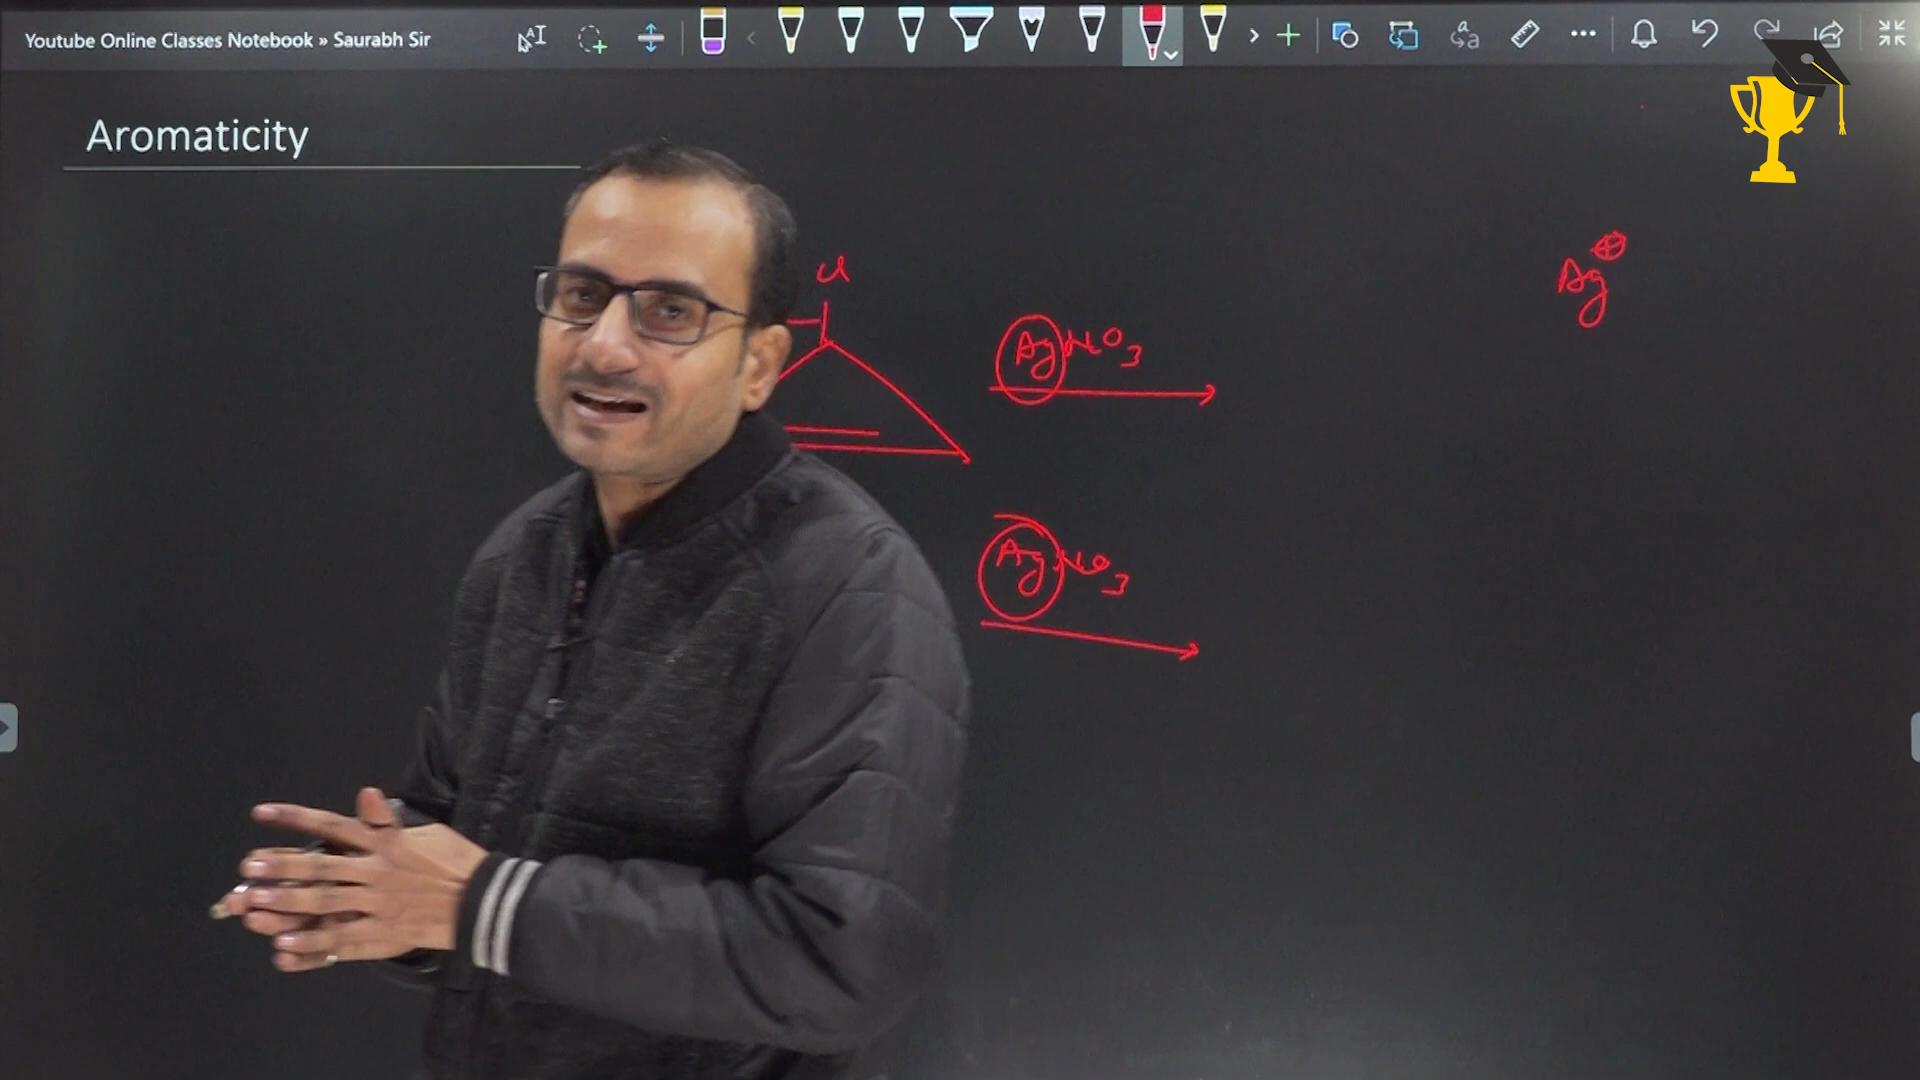 Youtube Online Classes Notebook » Saurabh Sir
Aromaticity
Cl
AgNO3
Ag⊕
AgNO3